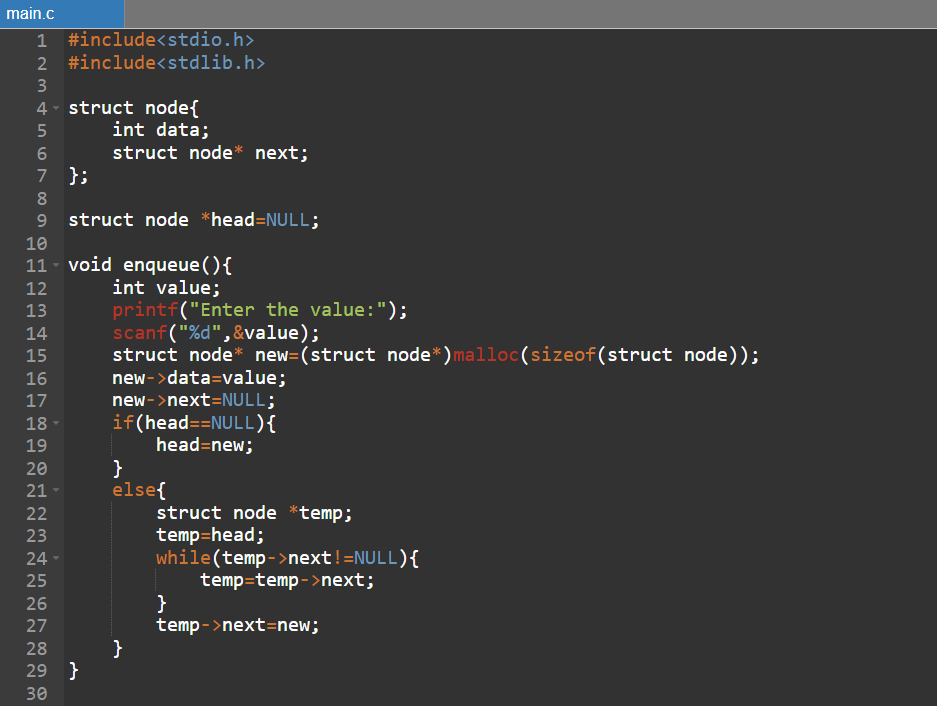 main.c
1 #include<stdio.h>
2 #include<stdlib.h>
3
4 struct node{
5     int data;
6     struct node* next;
7 };
8
9 struct node *head=NULL;
10
11 void enqueue(){
12     int value;
13     printf("Enter the value:");
14     scanf("%d",&value);
15     struct node* new=(struct node*)malloc(sizeof(struct node));
16     new->data=value;
17     new->next=NULL;
18     if(head==NULL){
19         head=new;
20     }
21     else{
22         struct node *temp;
23         temp=head;
24         while(temp->next!=NULL){
25             temp=temp->next;
26         }
27         temp->next=new;
28     }
29 }
30